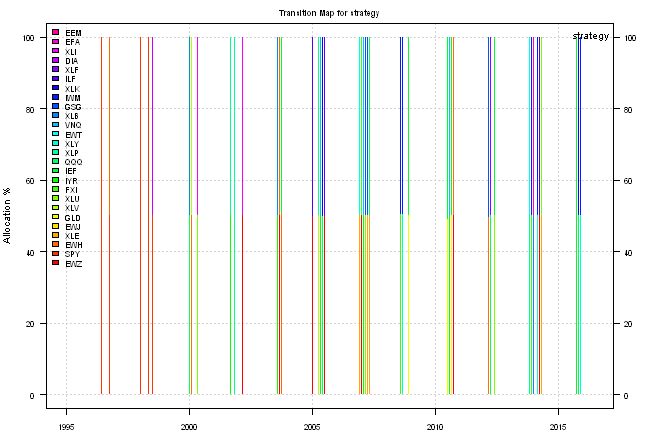 Transition Map for strategy
strategy
EEM
EFA
XLI
DIA
XLF
ILF
XLK
IWM
GSG
XLB
VNQ
EWT
XLY
XLP
QQQ
IEF
IYR
FXI
XLU
XLV
GLD
EWJ
XLE
EWH
SPY
EWZ
Allocation %
100
80
60
40
20
0
100
80
60
40
20
0
1995 2000 2005 2010 2015